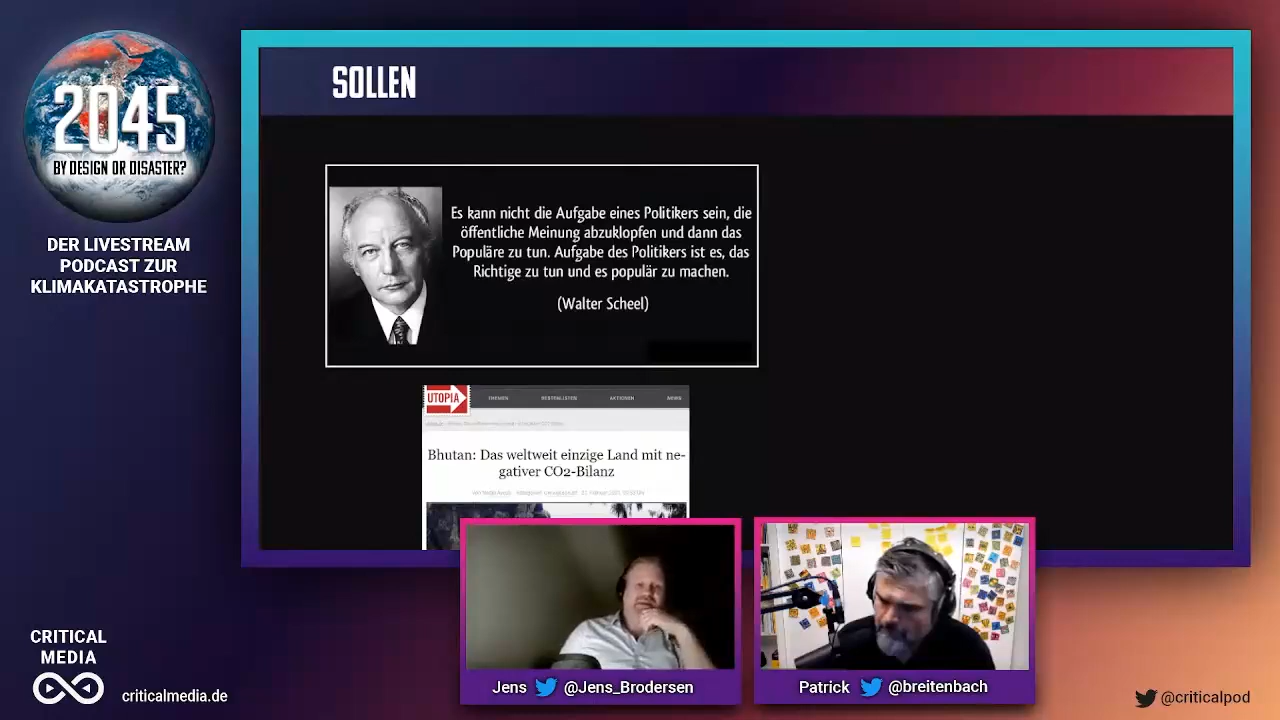 2045
BY DESIGN OR DISASTER?
DER LIVESTREAM
PODCAST ZUR
KLIMAKATASTROPHE
SOLLEN
Es kann nicht die Aufgabe eines Politikers sein, die
öffentliche Meinung abzuklopfen und dann das
Populäre zu tun. Aufgabe des Politikers ist es, das
Richtige zu tun und es populär zu machen.
(Walter Scheel)
UTOPIA
THEMEN BESTENLISTEN AKTIONEN NEWS
Bhutan: Das weltweit einzige Land mit ne-
gativer CO2-Bilanz
Jens @Jens_Brodersen
Patrick @breitenbach
CRITICAL
MEDIA
criticalmedia.de
@criticalpod